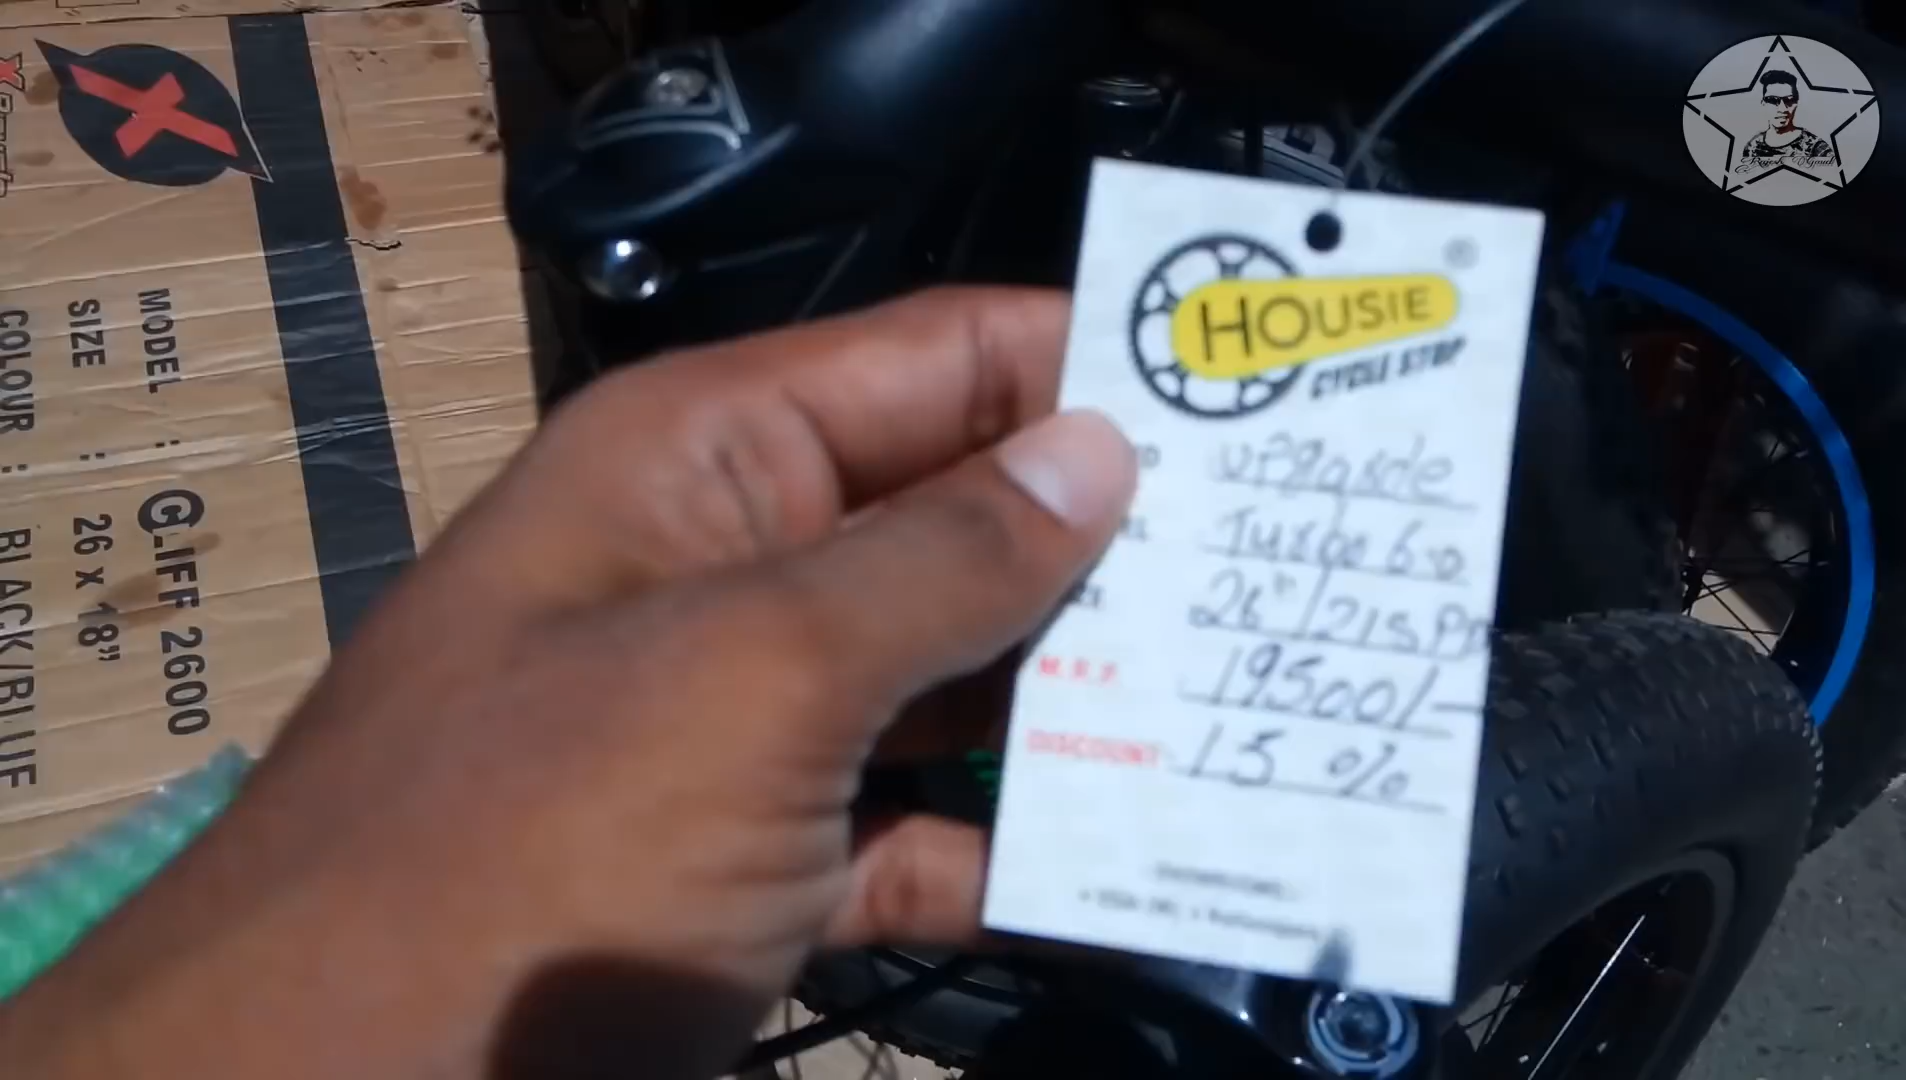 MODEL : G-IFF 2600
SIZE : 26 x 18"
COLOUR : BLACK/BLUE
HOUSIE
CYCLE STOP
UPgrade
Turbo 6.0
26"/21SPD
M.R.P. 19500/-
DISCOUNT 15 %